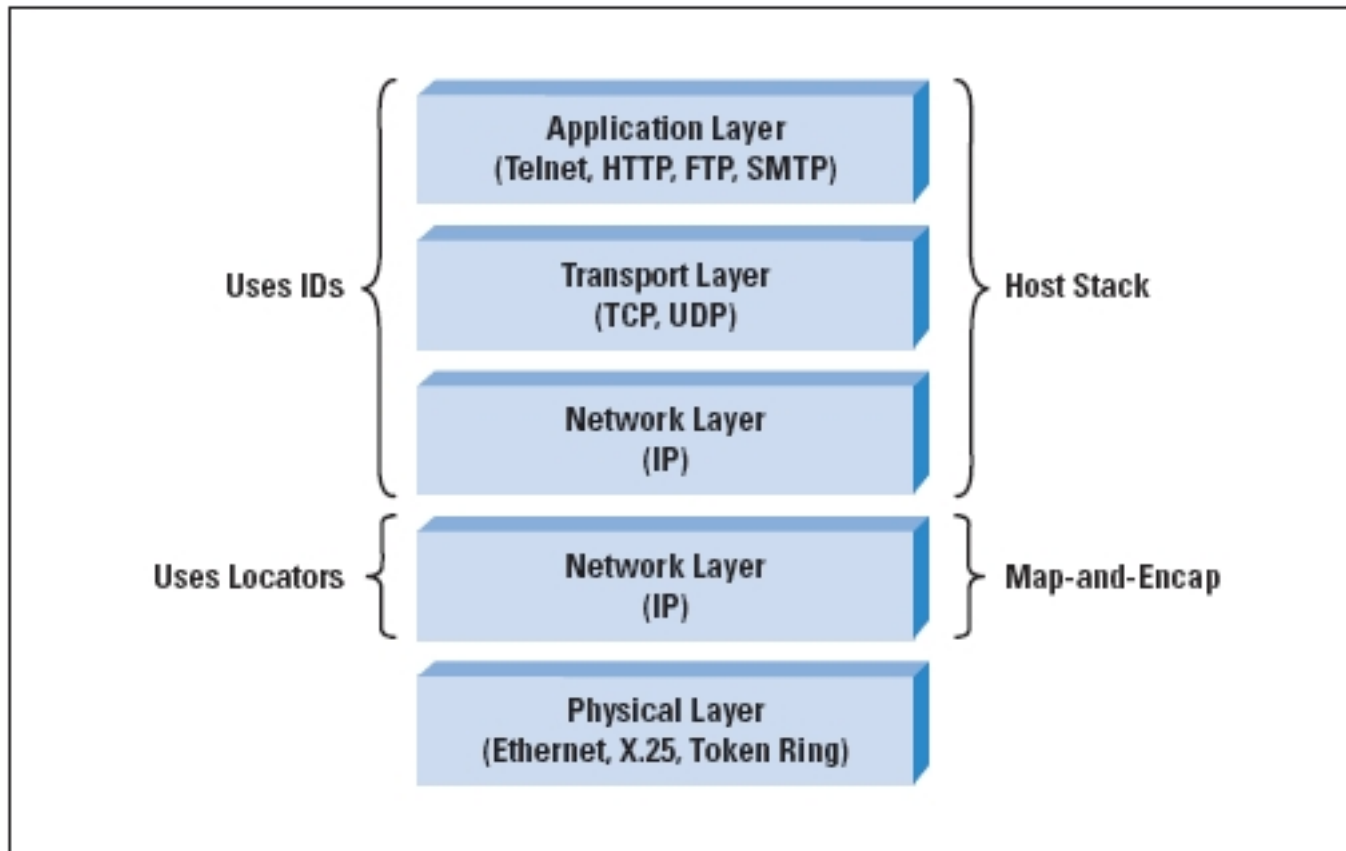 Application Layer
(Telnet, HTTP, FTP, SMTP)
Uses IDs
Transport Layer
(TCP, UDP)
Host Stack
Network Layer
(IP)
Uses Locators
Network Layer
(IP)
Map-and-Encap
Physical Layer
(Ethernet, X.25, Token Ring)